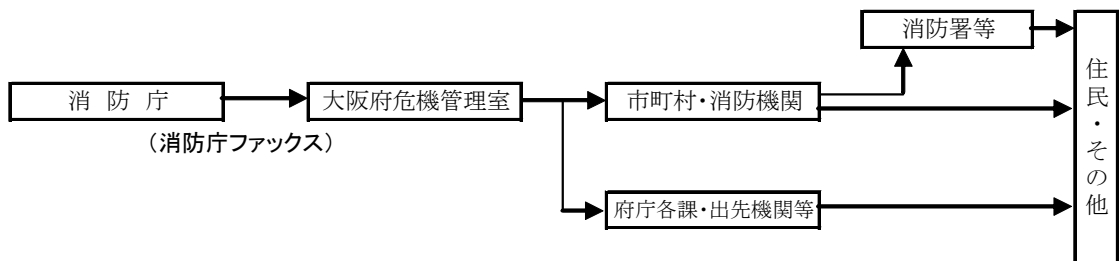 消防署等
消 防 庁
大阪府危機管理室
市町村・消防機関
(消防庁ファックス)
府庁各課・出先機関等
住民・その他